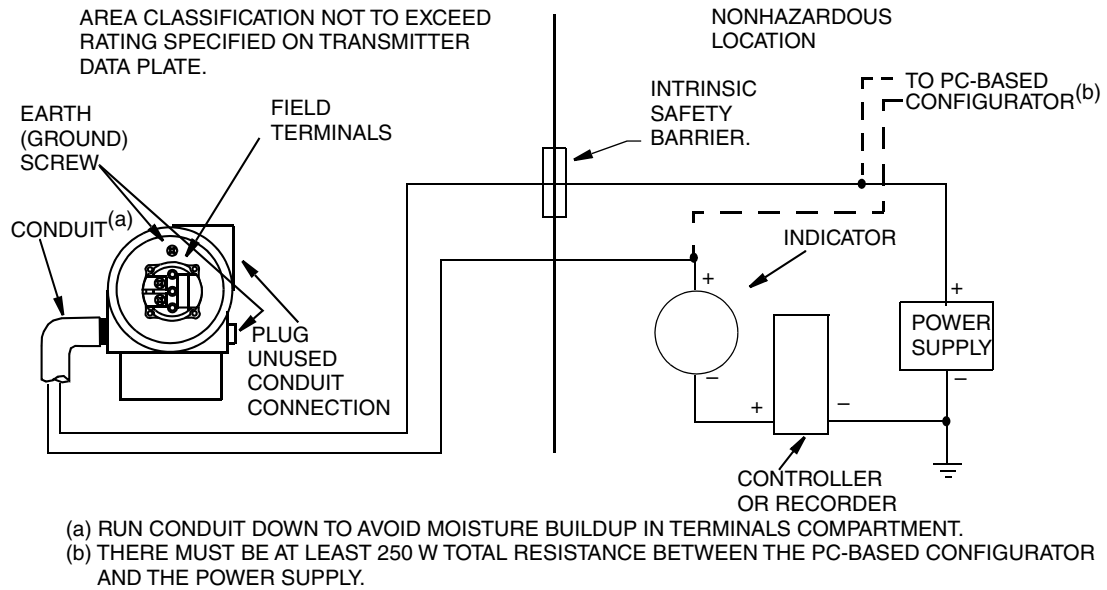 AREA CLASSIFICATION NOT TO EXCEED
RATING SPECIFIED ON TRANSMITTER
DATA PLATE.
NONHAZARDOUS
LOCATION
TO PC-BASED
CONFIGURATOR(b)
INTRINSIC
SAFETY
BARRIER.
EARTH
(GROUND)
SCREW
FIELD
TERMINALS
CONDUIT(a)
INDICATOR
PLUG
UNUSED
CONDUIT
CONNECTION
+
–
+
–
POWER
SUPPLY
+
–
CONTROLLER
OR RECORDER
(a) RUN CONDUIT DOWN TO AVOID MOISTURE BUILDUP IN TERMINALS COMPARTMENT.
(b) THERE MUST BE AT LEAST 250 W TOTAL RESISTANCE BETWEEN THE PC-BASED CONFIGURATOR
AND THE POWER SUPPLY.